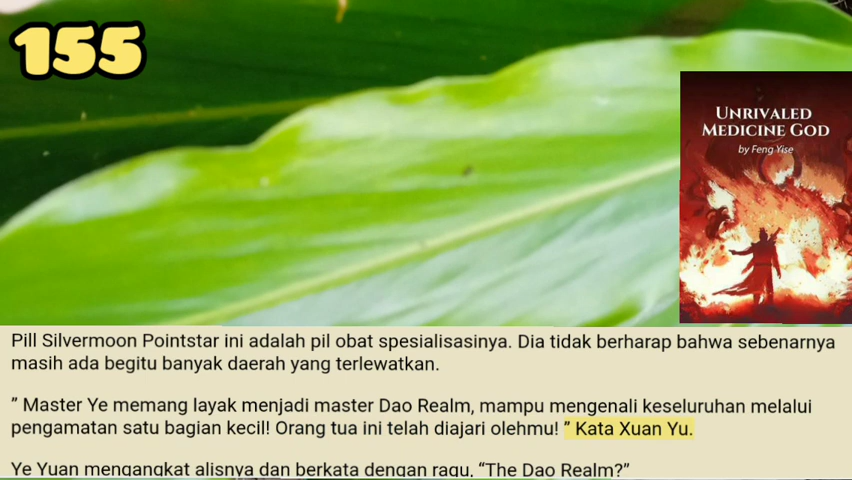 155
UNRIVALED
MEDICINE GOD
by Feng Yise
Pill Silvermoon Pointstar ini adalah pil obat spesialisasinya. Dia tidak berharap bahwa sebenarnya
masih ada begitu banyak daerah yang terlewatkan.
” Master Ye memang layak menjadi master Dao Realm, mampu mengenali keseluruhan melalui
pengamatan satu bagian kecil! Orang tua ini telah diajari olehmu! ” Kata Xuan Yu.
Ye Yuan mengangkat alisnya dan berkata dengan ragu, “The Dao Realm?”